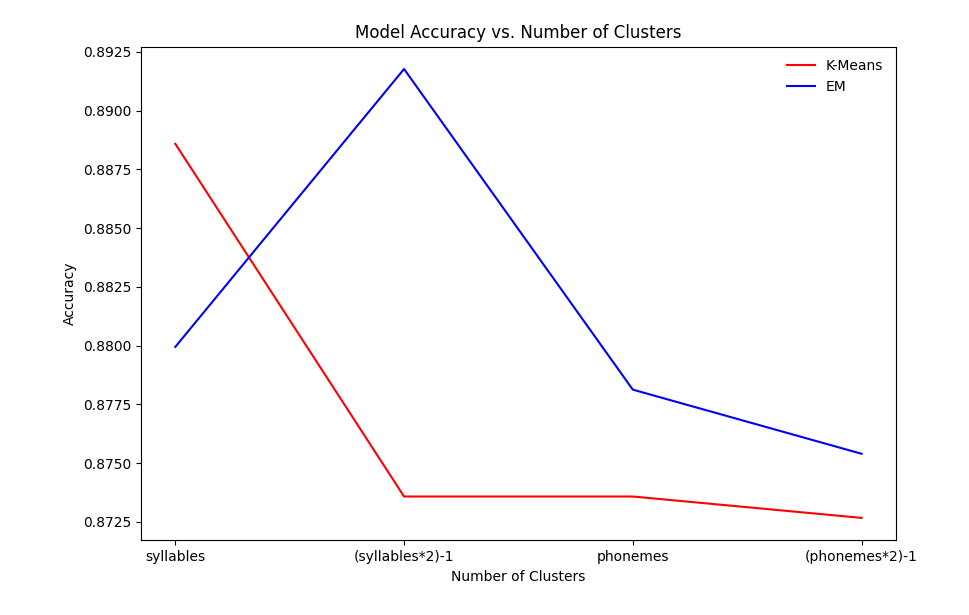 Model Accuracy vs. Number of Clusters
K-Means
EM
0.8925
0.8900
0.8875
0.8850
0.8825
0.8800
0.8775
0.8750
0.8725
Accuracy
syllables (syllables*2)-1 phonemes (phonemes*2)-1
Number of Clusters